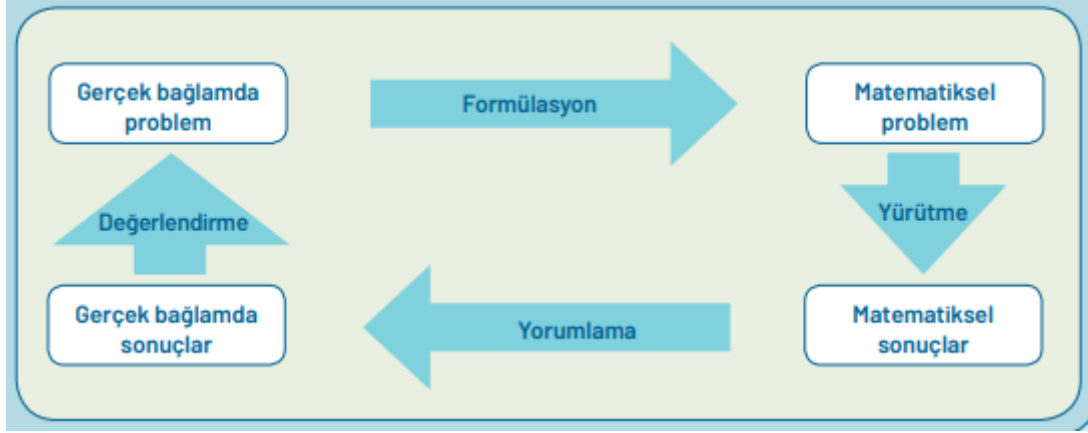 Gerçek bağlamda
problem
Formülasyon
Matematiksel
problem
Değerlendirme
Yürütme
Gerçek bağlamda
sonuçlar
Yorumlama
Matematiksel
sonuçlar